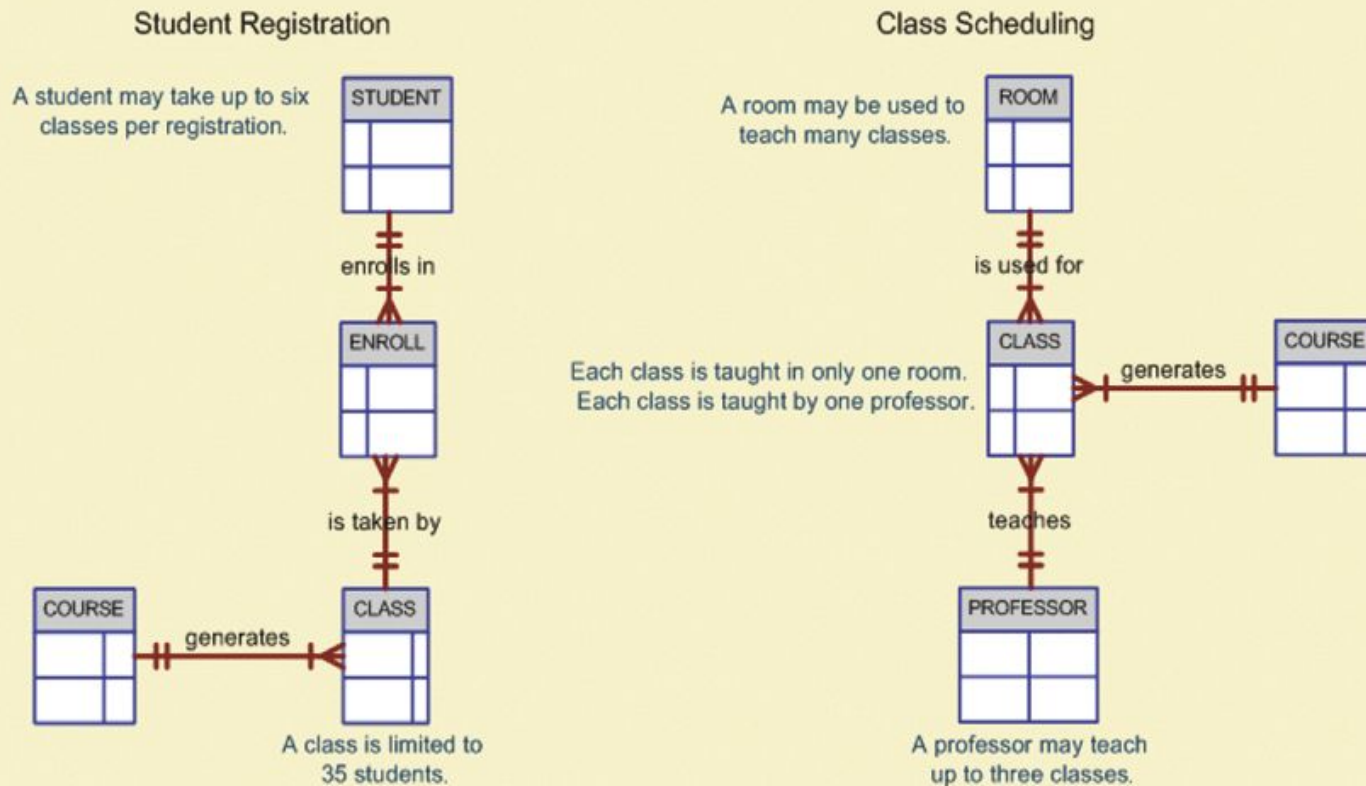 Student Registration
A student may take up to six
classes per registration.
STUDENT
enrolls in
ENROLL
is taken by
COURSE
generates
CLASS
A class is limited to
35 students.
Class Scheduling
A room may be used to
teach many classes.
ROOM
is used for
Each class is taught in only one room.
Each class is taught by one professor.
CLASS
generates
COURSE
teaches
PROFESSOR
A professor may teach
up to three classes.